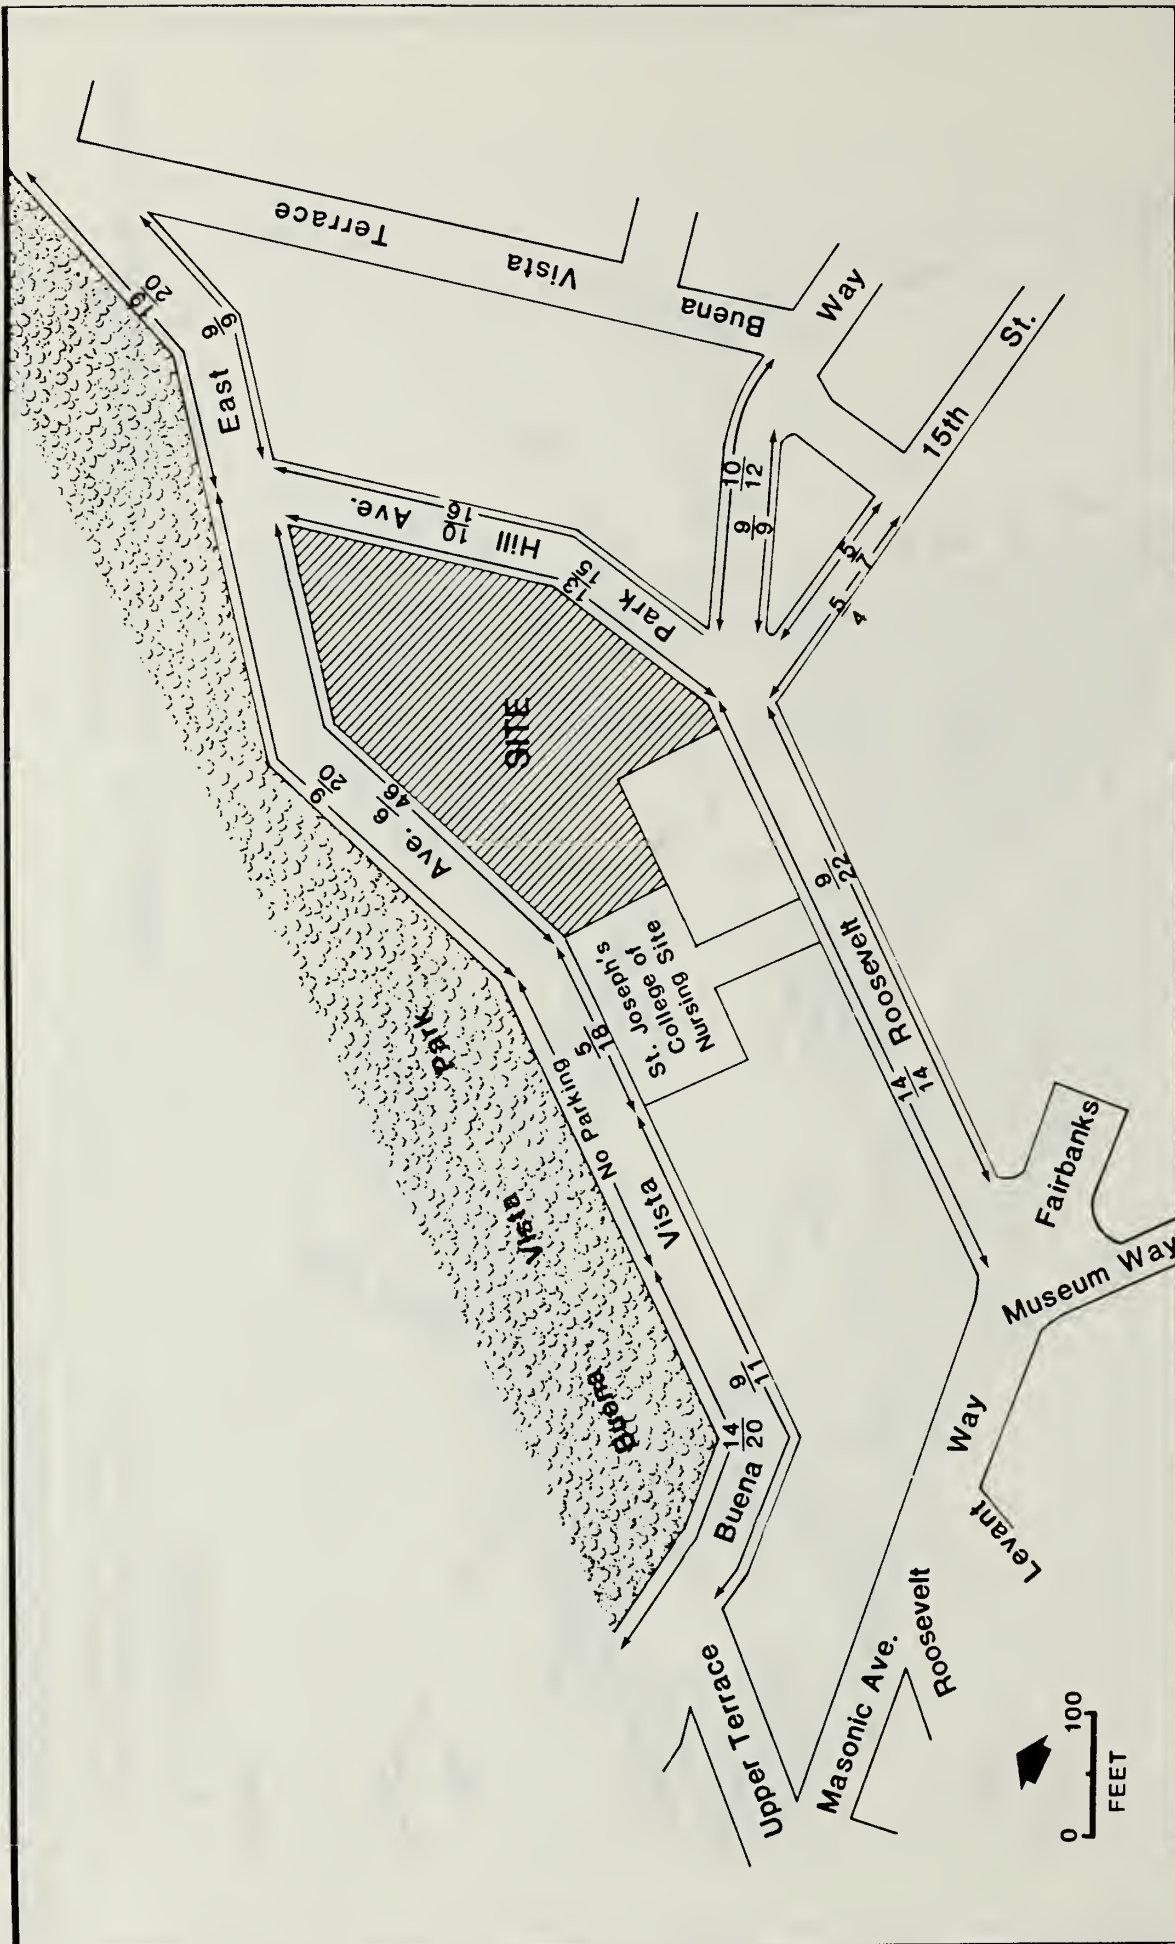 Buena
Vista
Park
Upper Terrace
Masonic Ave.
Roosevelt
Way
Levant
Museum Way
Fairbanks
Buena
14
20
9
11
Vista
No Parking
5
18
St. Joseph's
College of
Nursing Site
SITE
Ave.
6
46
9
20
East
9
8
19
20
Terrace
Vista
Buena
Way
Park
Hill
Ave.
13
15
10
16
10
12
9
9
5
7
5
4
15th
St.
Roosevelt
9
22
14
14
0
100
FEET